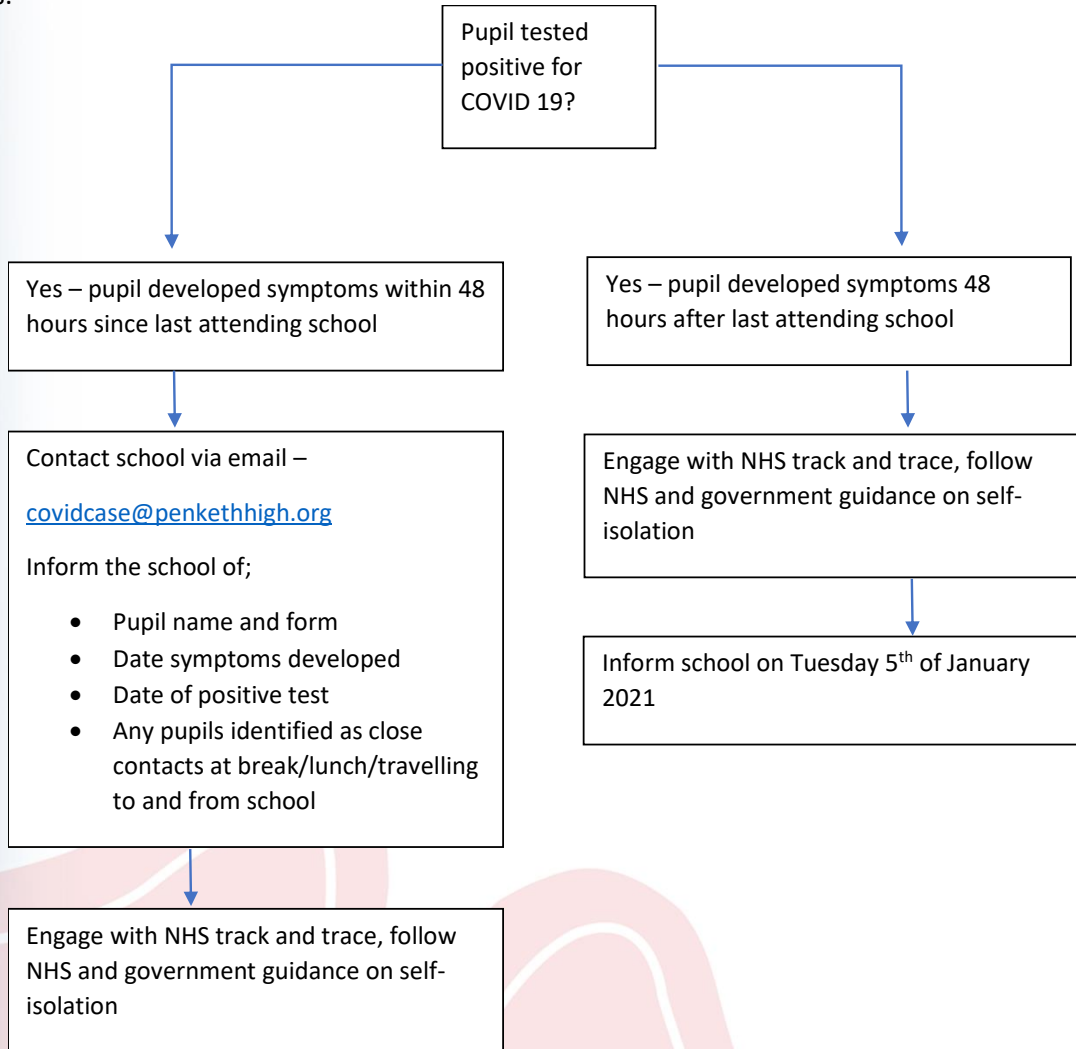 Pupil tested
positive for
COVID 19?
Yes – pupil developed symptoms within 48
hours since last attending school
Yes – pupil developed symptoms 48
hours after last attending school
Contact school via email –
covidcase@penkethhigh.org
Inform the school of;
• Pupil name and form
• Date symptoms developed
• Date of positive test
• Any pupils identified as close
contacts at break/lunch/travelling
to and from school
Engage with NHS track and trace, follow
NHS and government guidance on self-
isolation
Inform school on Tuesday 5th of January
2021
Engage with NHS track and trace, follow
NHS and government guidance on self-
isolation